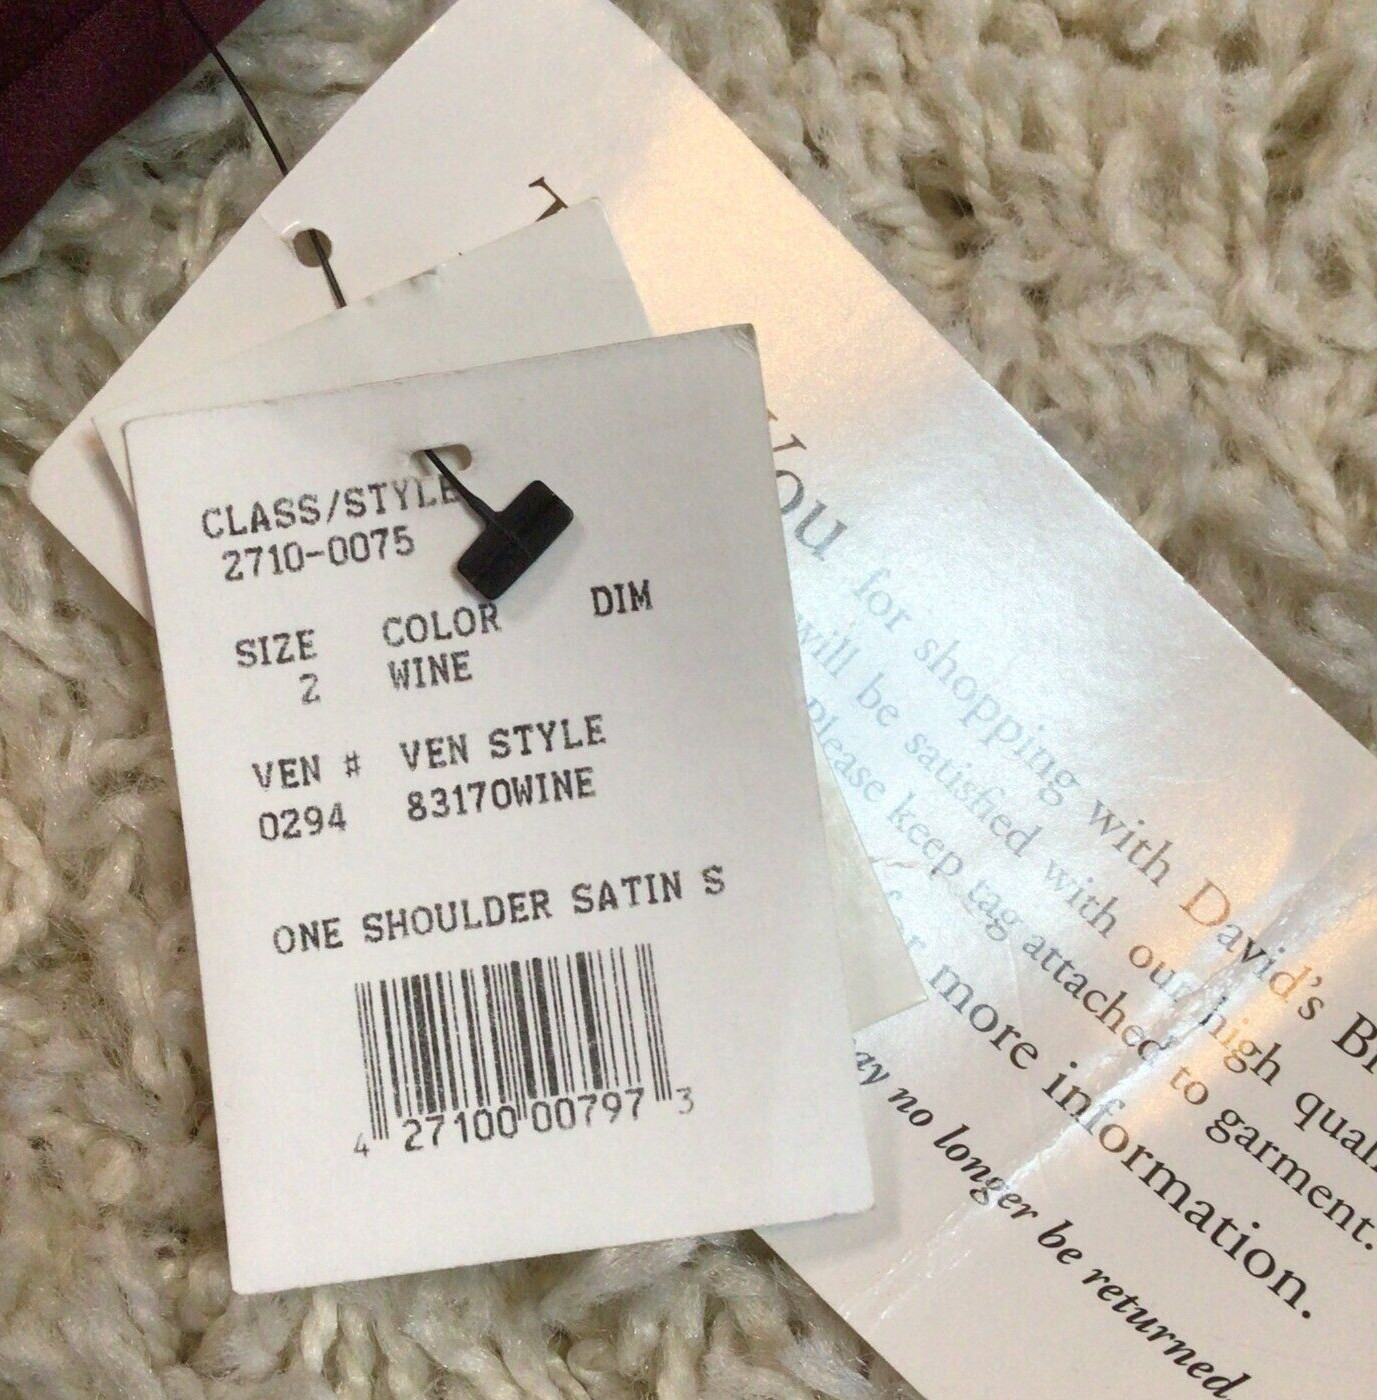 CLASS/STYLE
2710-0075
SIZE COLOR DIM
2 WINE
VEN # VEN STYLE
0294 83170WINE
ONE SHOULDER SATIN S
4 27100 00797 3
You for shopping with David's
will be satisfied with our high
Please keep tag attached to garment.
for more information.
no longer be returned